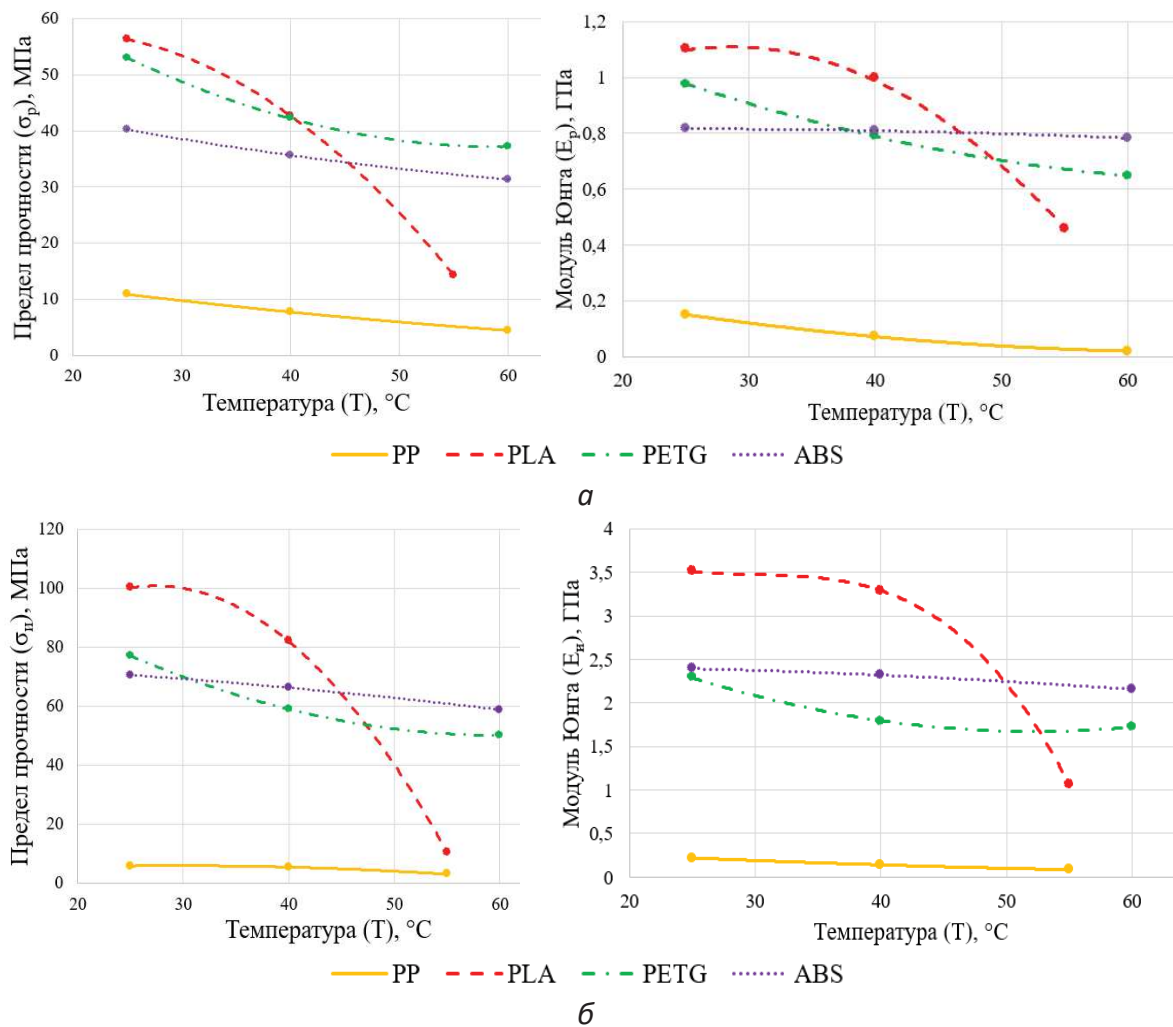 Предел прочности (σр), МПа
60
50
40
30
20
10
0
20 30 40 50 60
Температура (Т), °С
Модуль Юнга (Ер), ГПа
1,2
1
0,8
0,6
0,4
0,2
0
20 30 40 50 60
Температура (Т), °С
PP PLA PETG ABS
а
Предел прочности (σп), МПа
120
100
80
60
40
20
0
20 30 40 50 60
Температура (Т), °С
Модуль Юнга (Еи), ГПа
4
3,5
3
2,5
2
1,5
1
0,5
0
20 30 40 50 60
Температура (Т), °С
PP PLA PETG ABS
б